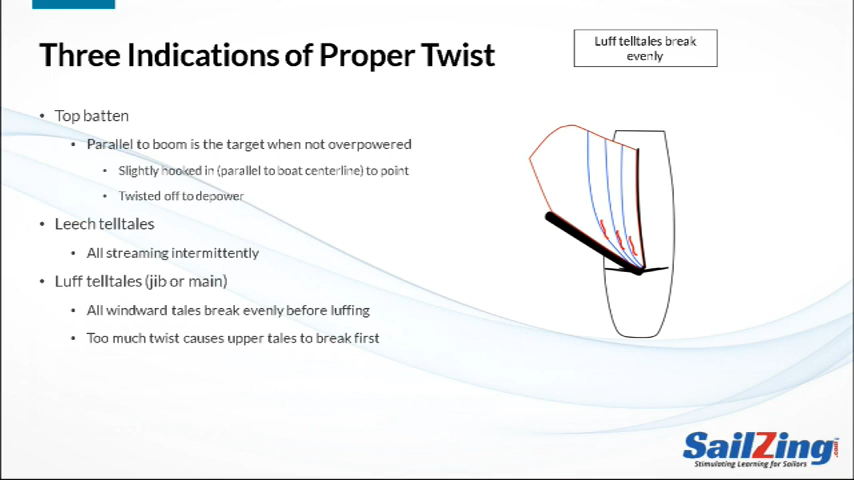 Three Indications of Proper Twist
Luff telltales break
evenly
• Top batten
• Parallel to boom is the target when not overpowered
• Slightly hooked in (parallel to boat centerline) to point
• Twisted off to depower
• Leech telltales
• All streaming intermittently
• Luff telltales (jib or main)
• All windward tales break evenly before luffing
• Too much twist causes upper tales to break first
SailZing.com
Stimulating Learning for Sailors